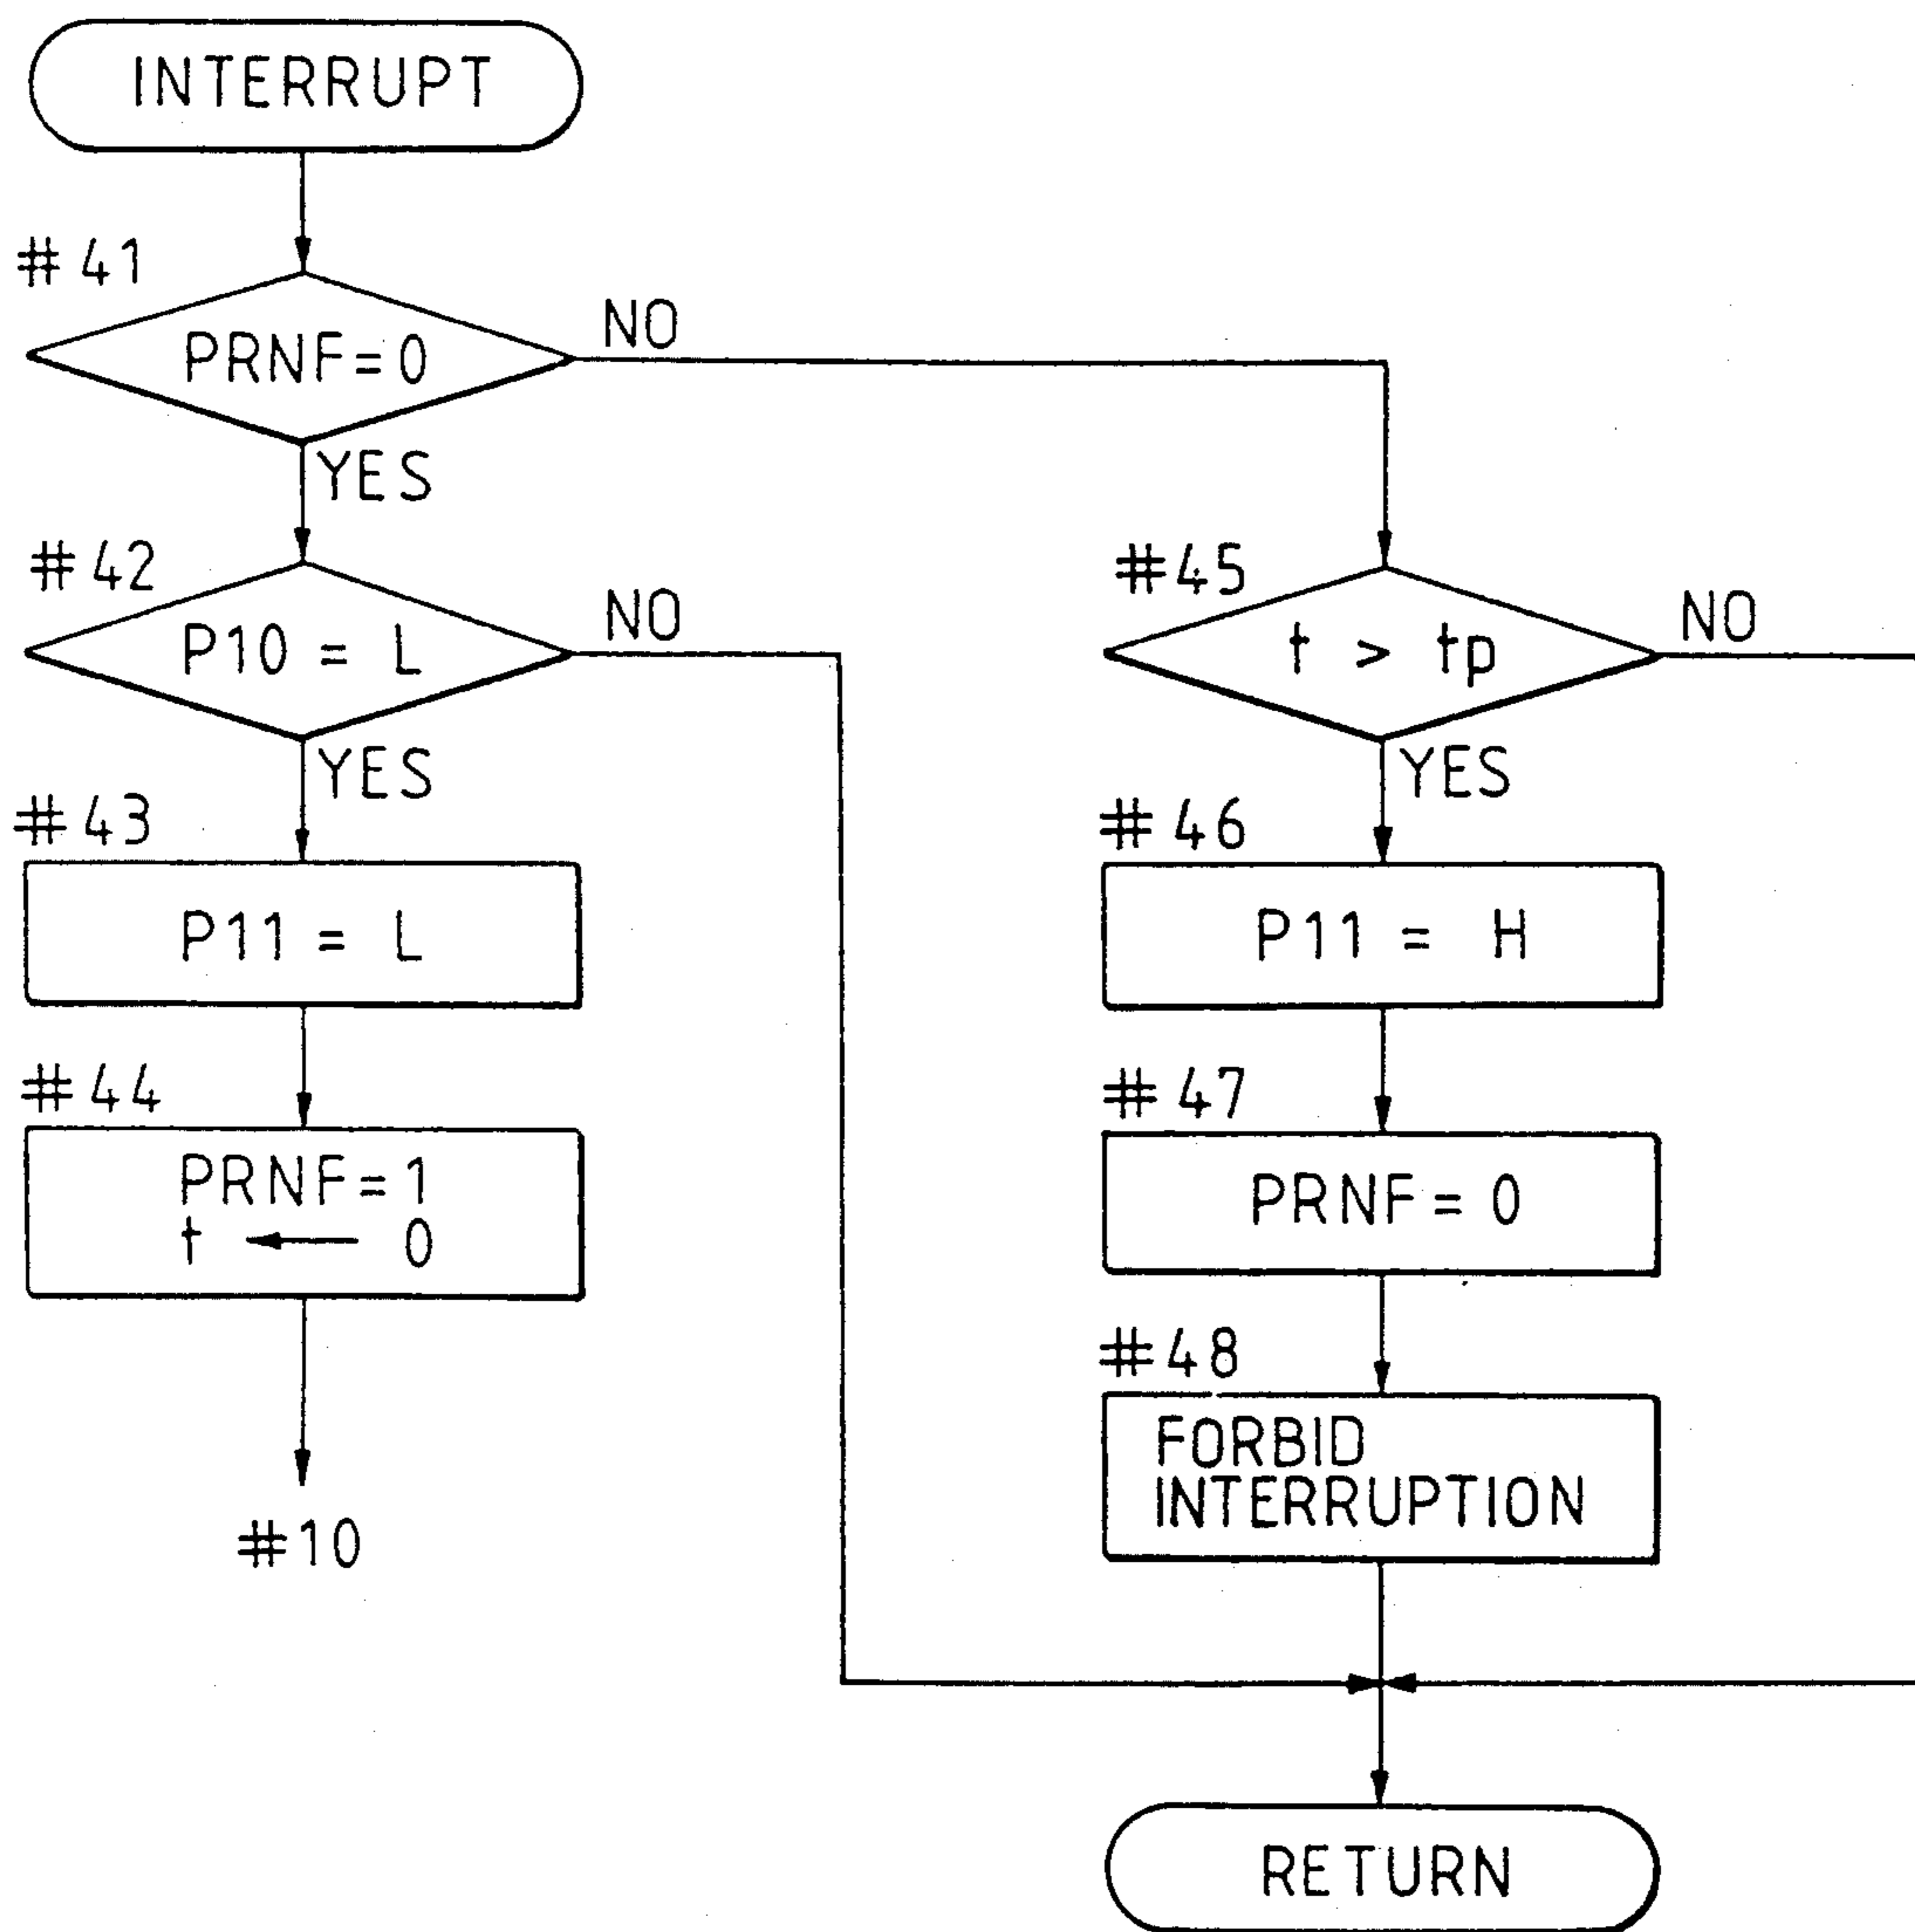 INTERRUPT
#41
PRNF=0
NO
YES
#42
P10 = L
NO
YES
#43
P11 = L
#44
PRNF=1
t ← 0
#10
#45
t > tp
NO
YES
#46
P11 = H
#47
PRNF = 0
#48
FORBID
INTERRUPTION
RETURN